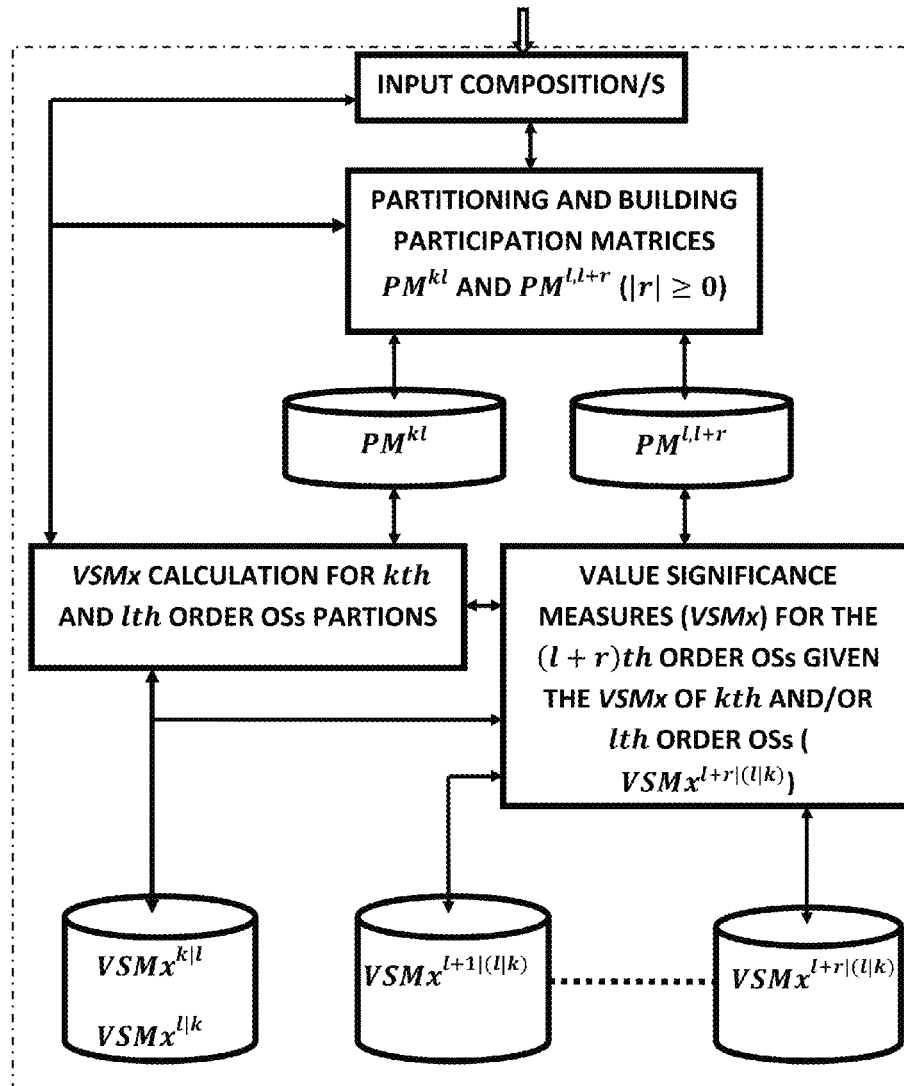 INPUT COMPOSITION/S
PARTITIONING AND BUILDING
PARTICIPATION MATRICES
PM^{kl} AND PM^{l,l+r} (|r| ≥ 0)
PM^{kl}
PM^{l,l+r}
VSMx CALCULATION FOR kth
AND lth ORDER OSs PARTIONS
VALUE SIGNIFICANCE
MEASURES (VSMx) FOR THE
(l + r)th ORDER OSs GIVEN
THE VSMx OF kth AND/OR
lth ORDER OSs (
VSMx^{l+r|(l|k)})
VSMx^{k|l}
VSMx^{l|k}
VSMx^{l+1|(l|k)}
VSMx^{l+r|(l|k)}